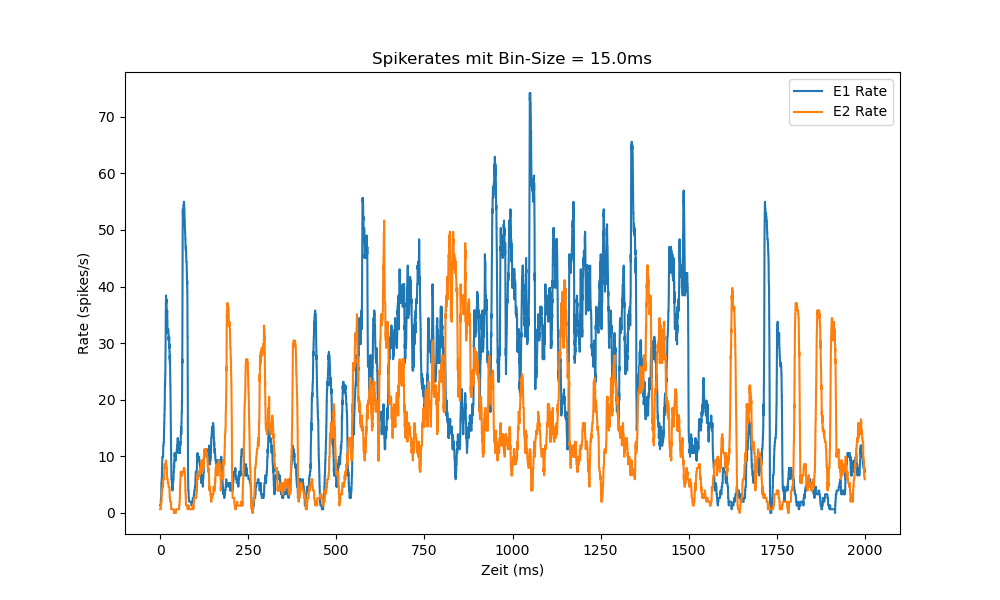 Spikerates mit Bin-Size = 15.0ms
E1 Rate
E2 Rate
Rate (spikes/s)
70
60
50
40
30
20
10
0
0 250 500 750 1000 1250 1500 1750 2000
Zeit (ms)